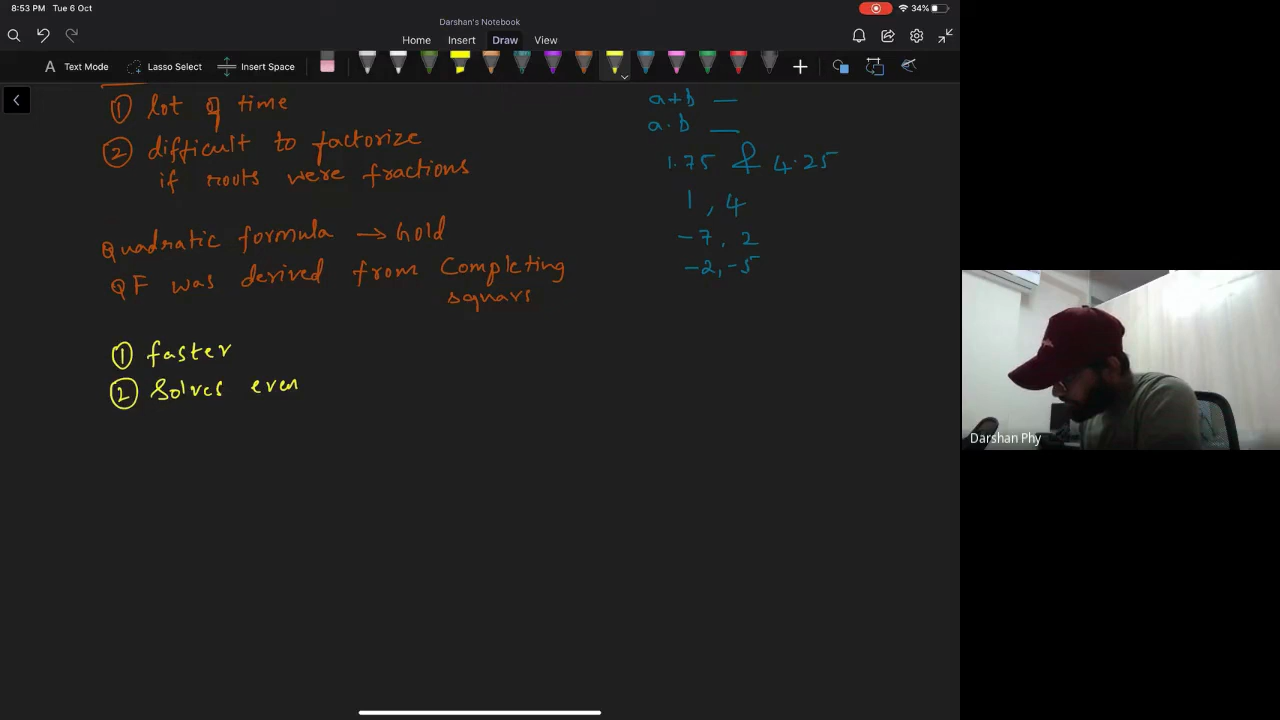 8:53 PM Tue 6 Oct
34%
Darshan's Notebook
Home Insert Draw View
Text Mode Lasso Select Insert Space
① lot of time
② difficult to factorize
if roots were fractions
Quadratic formula → hold
QF was derived from Completing
squars
① faster
② Solves even
a+b —
a·b —
1.75 & 4.25
1, 4
-7, 2
-2, -5
Darshan Phy